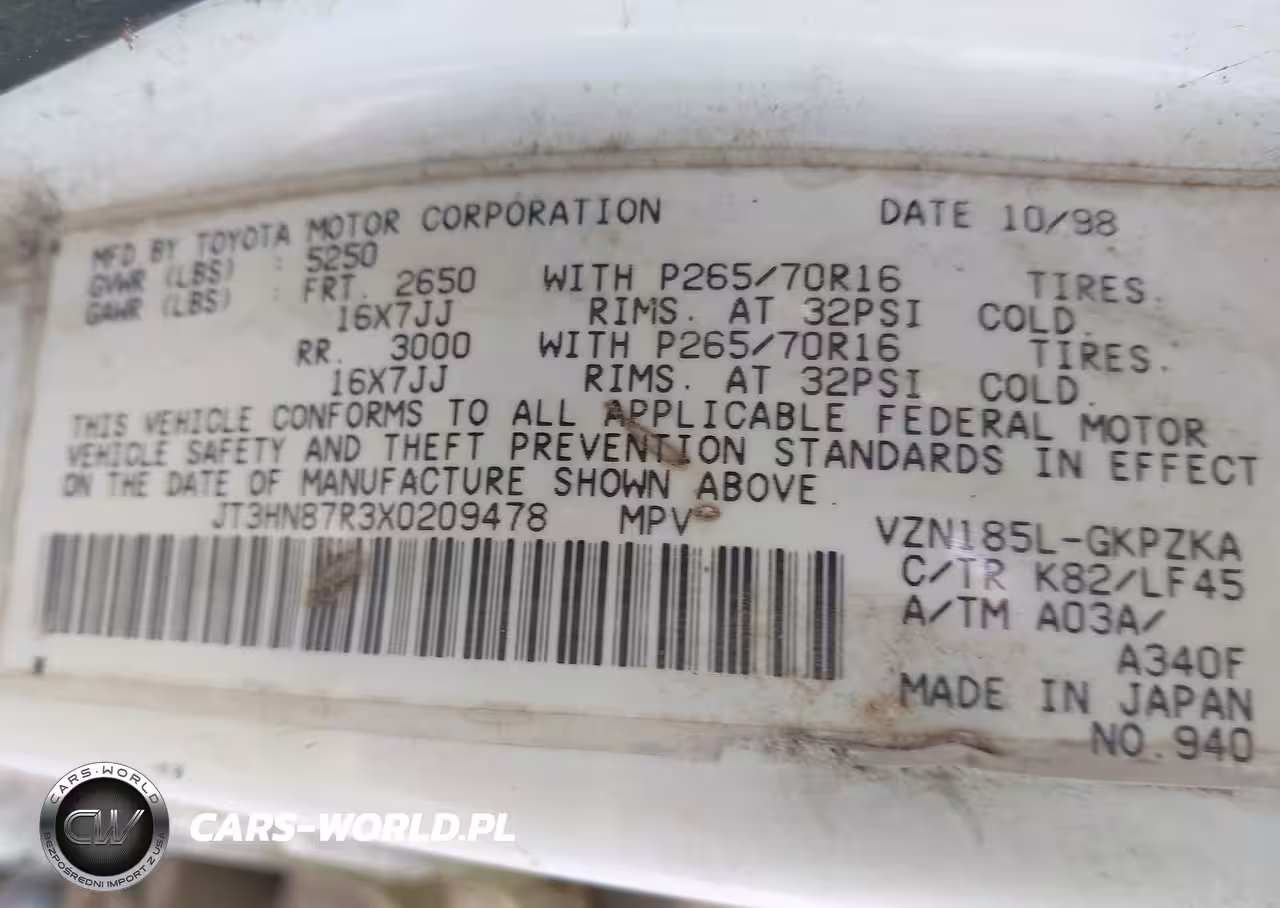 MFD.BY TOYOTA MOTOR CORPORATION DATE 10/98
GVWR (LBS) : 5250
GAWR (LBS) : FRT. 2650 WITH P265/70R16 TIRES.
16X7JJ RIMS. AT 32PSI COLD.
RR. 3000 WITH P265/70R16 TIRES.
16X7JJ RIMS. AT 32PSI COLD.
THIS VEHICLE CONFORMS TO ALL APPLICABLE FEDERAL MOTOR
VEHICLE SAFETY AND THEFT PREVENTION STANDARDS IN EFFECT
ON THE DATE OF MANUFACTURE SHOWN ABOVE.
JT3HN87R3X0209478 MPV
VZN185L-GKPZKA
C/TR K82/LF45
A/TM A03A/
A340F
MADE IN JAPAN
NO.940
CARS-WORLD
CW
BEZPOŚREDNI IMPORT Z USA
CARS-WORLD.PL